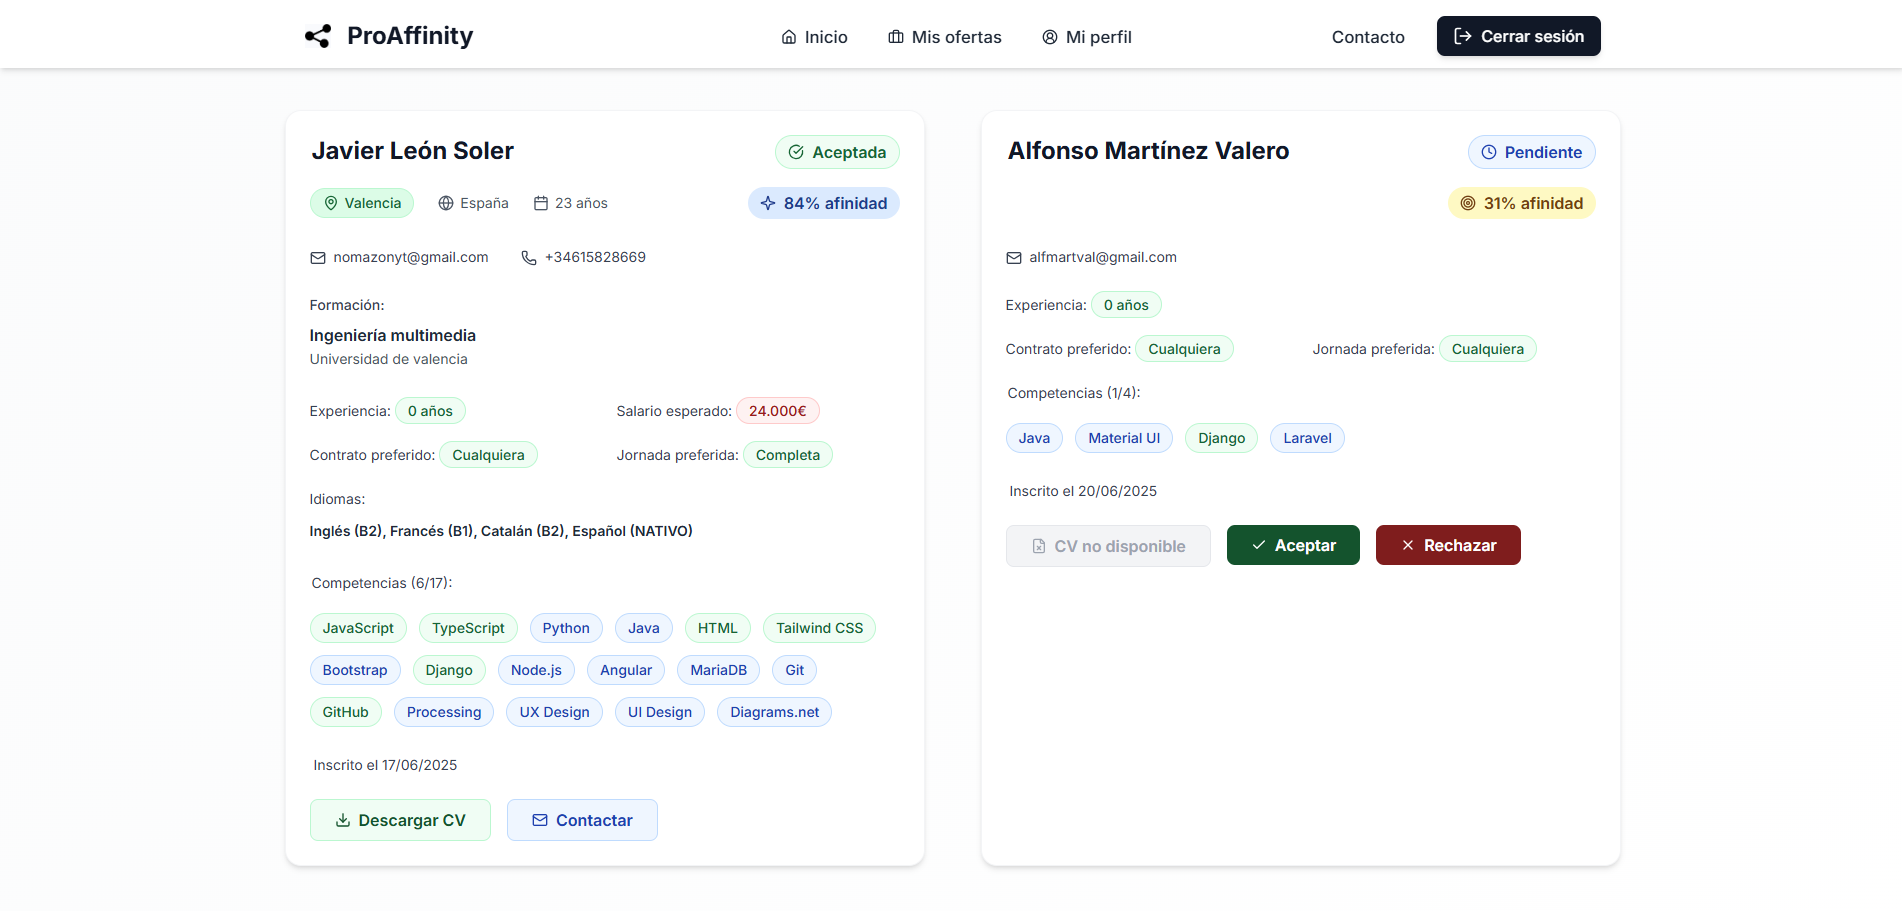 ProAffinity
Inicio
Mis ofertas
Mi perfil
Contacto
Cerrar sesión
Javier León Soler
Aceptada
Valencia
España
23 años
84% afinidad
nomazonyt@gmail.com
+34615828669
Formación:
Ingeniería multimedia
Universidad de valencia
Experiencia: 0 años
Salario esperado: 24.000€
Contrato preferido: Cualquiera
Jornada preferida: Completa
Idiomas:
Inglés (B2), Francés (B1), Catalán (B2), Español (NATIVO)
Competencias (6/17):
JavaScript TypeScript Python Java HTML Tailwind CSS
Bootstrap Django Node.js Angular MariaDB Git
GitHub Processing UX Design UI Design Diagrams.net
Inscrito el 17/06/2025
Descargar CV
Contactar
Alfonso Martínez Valero
Pendiente
31% afinidad
alfmartval@gmail.com
Experiencia: 0 años
Contrato preferido: Cualquiera
Jornada preferida: Cualquiera
Competencias (1/4):
Java Material UI Django Laravel
Inscrito el 20/06/2025
CV no disponible
Aceptar
Rechazar